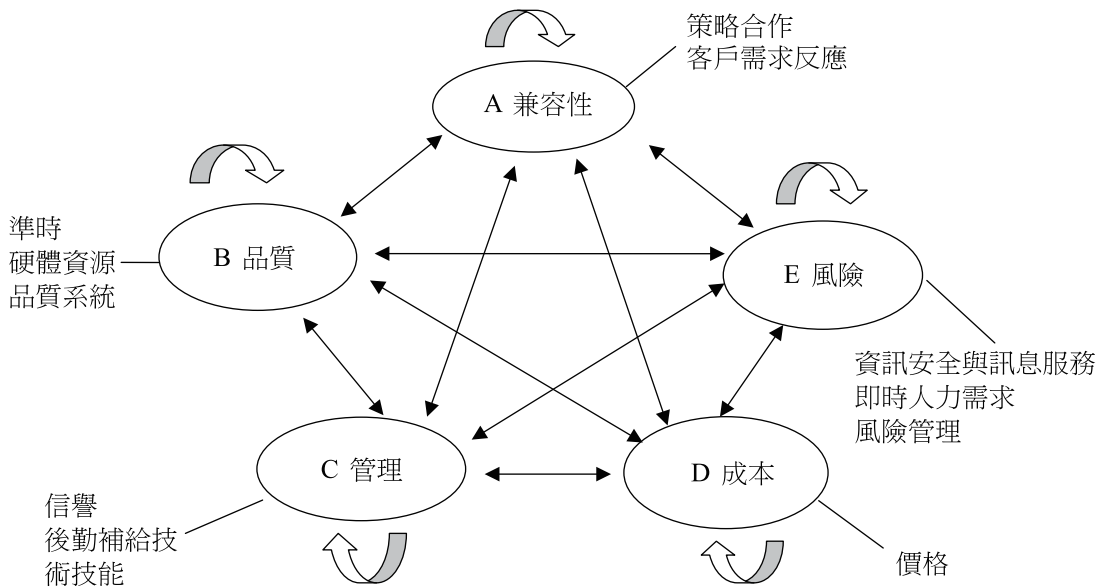 策略合作
客戶需求反應
A 兼容性
準時
硬體資源
品質系統
B 品質
E 風險
資訊安全與訊息服務
即時人力需求
風險管理
C 管理
D 成本
信譽
後勤補給技
術技能
價格